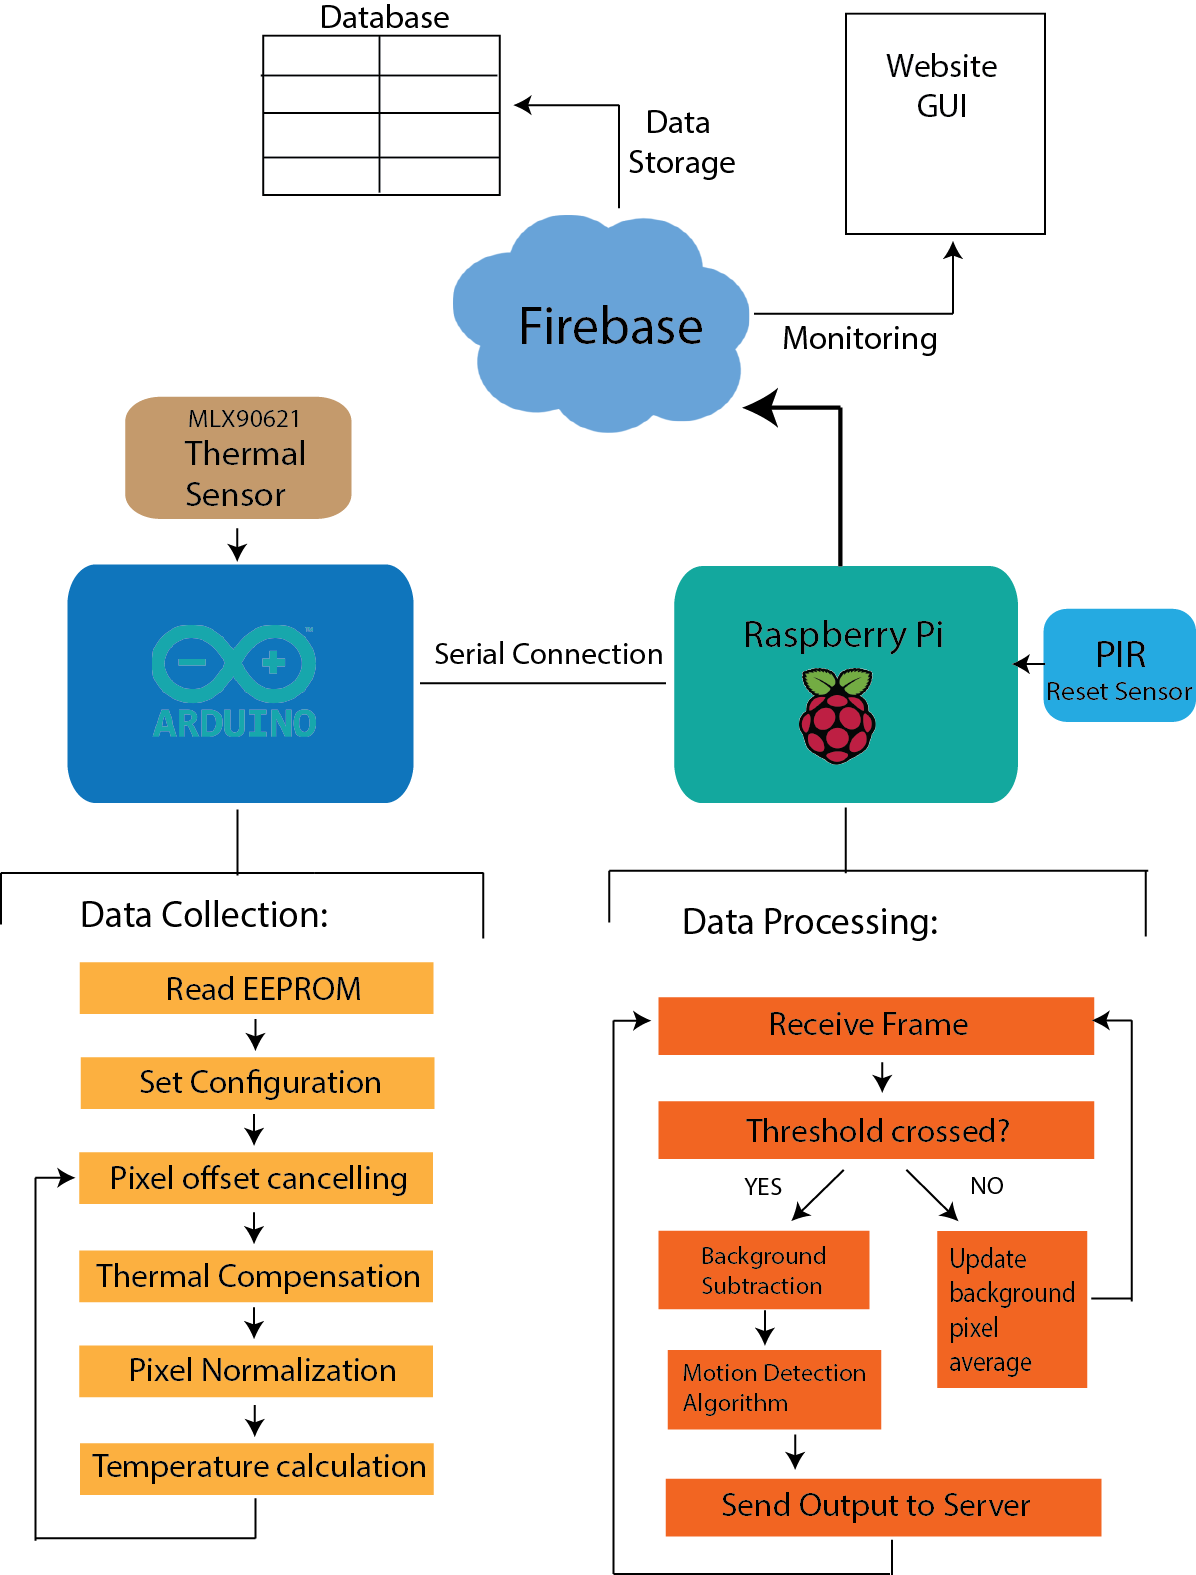 Database
Website
GUI
Data
Storage
Firebase
Monitoring
MLX90621
Thermal
Sensor
ARDUINO
TM
Serial Connection
Raspberry Pi
PIR
Reset Sensor
Data Collection:
Read EEPROM
Set Configuration
Pixel offset cancelling
Thermal Compensation
Pixel Normalization
Temperature calculation
Data Processing:
Receive Frame
Threshold crossed?
YES
NO
Background
Subtraction
Update
background
pixel
average
Motion Detection
Algorithm
Send Output to Server